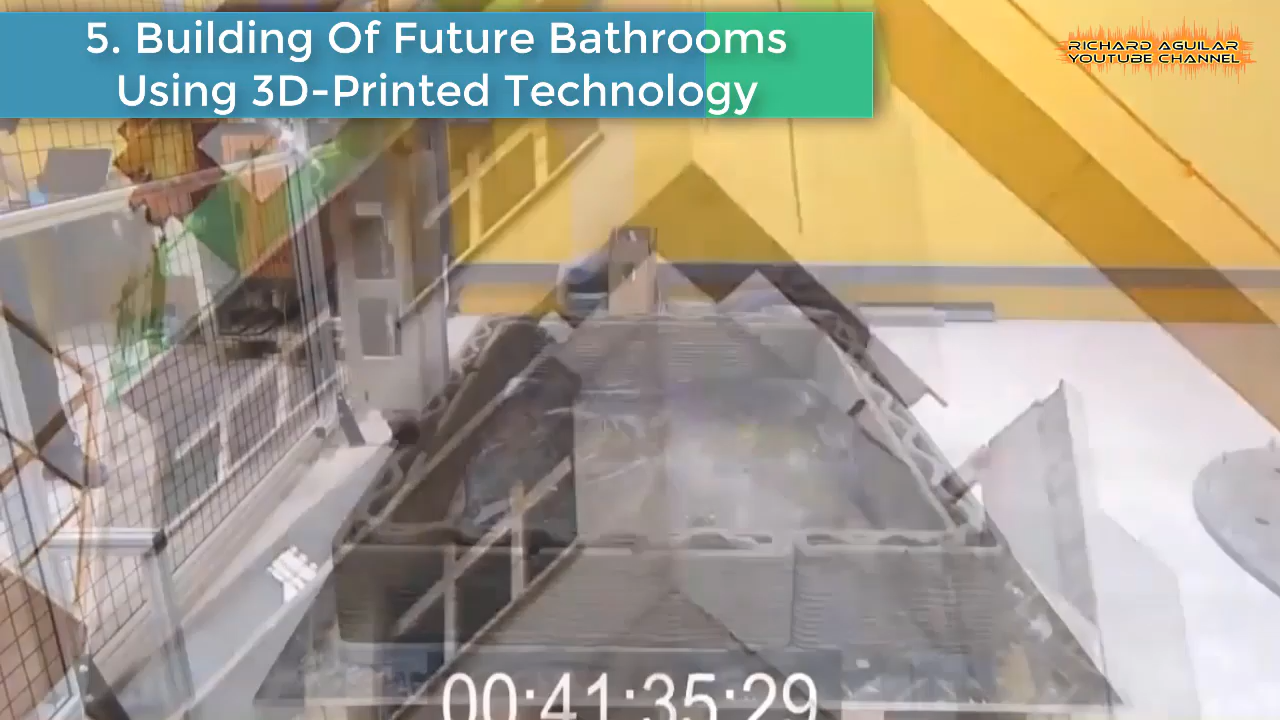 5. Building Of Future Bathrooms
Using 3D-Printed Technology
RICHARD AGUILAR
YOUTUBE CHANNEL
00:41:35:29